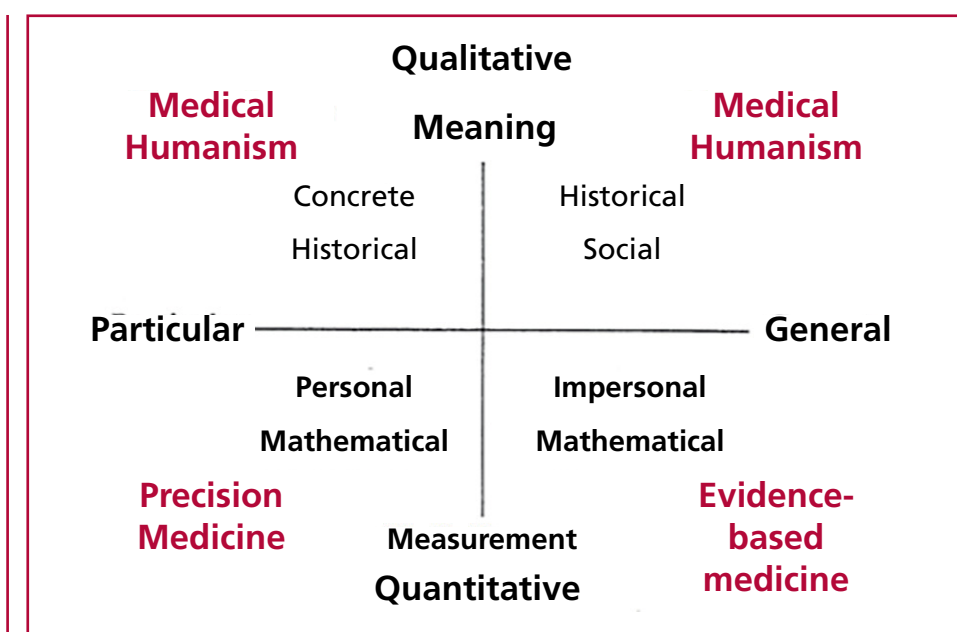 Qualitative
Medical
Humanism
Meaning
Medical
Humanism
Concrete
Historical
Historical
Social
Particular
General
Personal
Mathematical
Impersonal
Mathematical
Precision
Medicine
Measurement
Quantitative
Evidence-
based
medicine